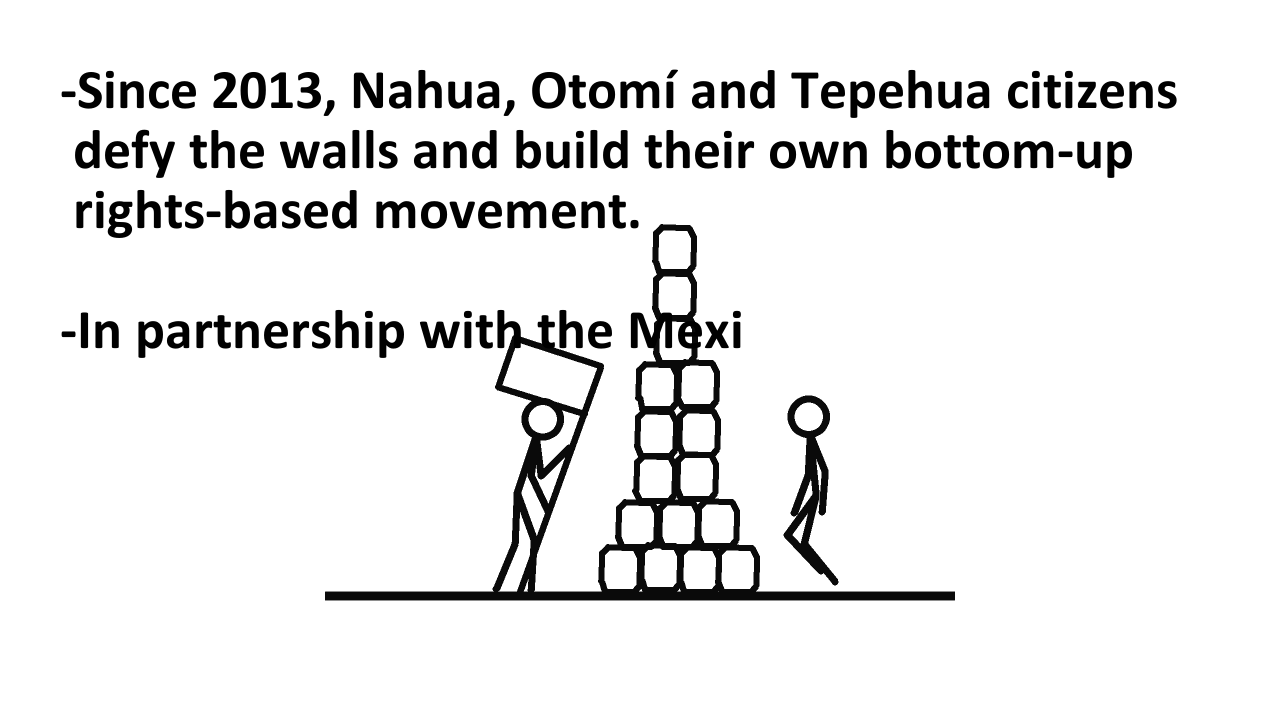 -Since 2013, Nahua, Otomí and Tepehua citizens
defy the walls and build their own bottom-up
rights-based movement.
-In partnership with the Mexi